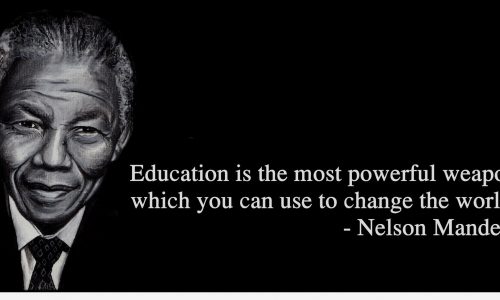 Education is the most powerful weapo
which you can use to change the worl
- Nelson Mande